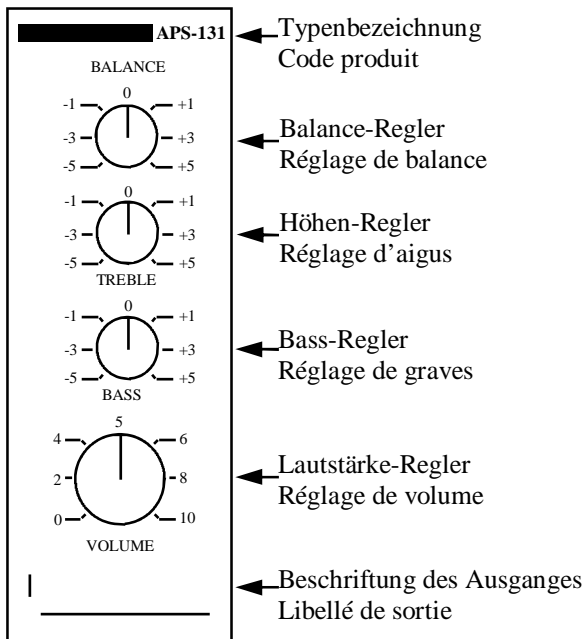 APS-131
Typenbezeichnung
Code produit
BALANCE
0
-1 +1
-3 +3
-5 +5
Balance-Regler
Réglage de balance
0
-1 +1
-3 +3
-5 +5
TREBLE
Höhen-Regler
Réglage d’aigus
0
-1 +1
-3 +3
-5 +5
BASS
Bass-Regler
Réglage de graves
5
4 6
2 8
0 10
VOLUME
Lautstärke-Regler
Réglage de volume
Beschriftung des Ausganges
Libellé de sortie